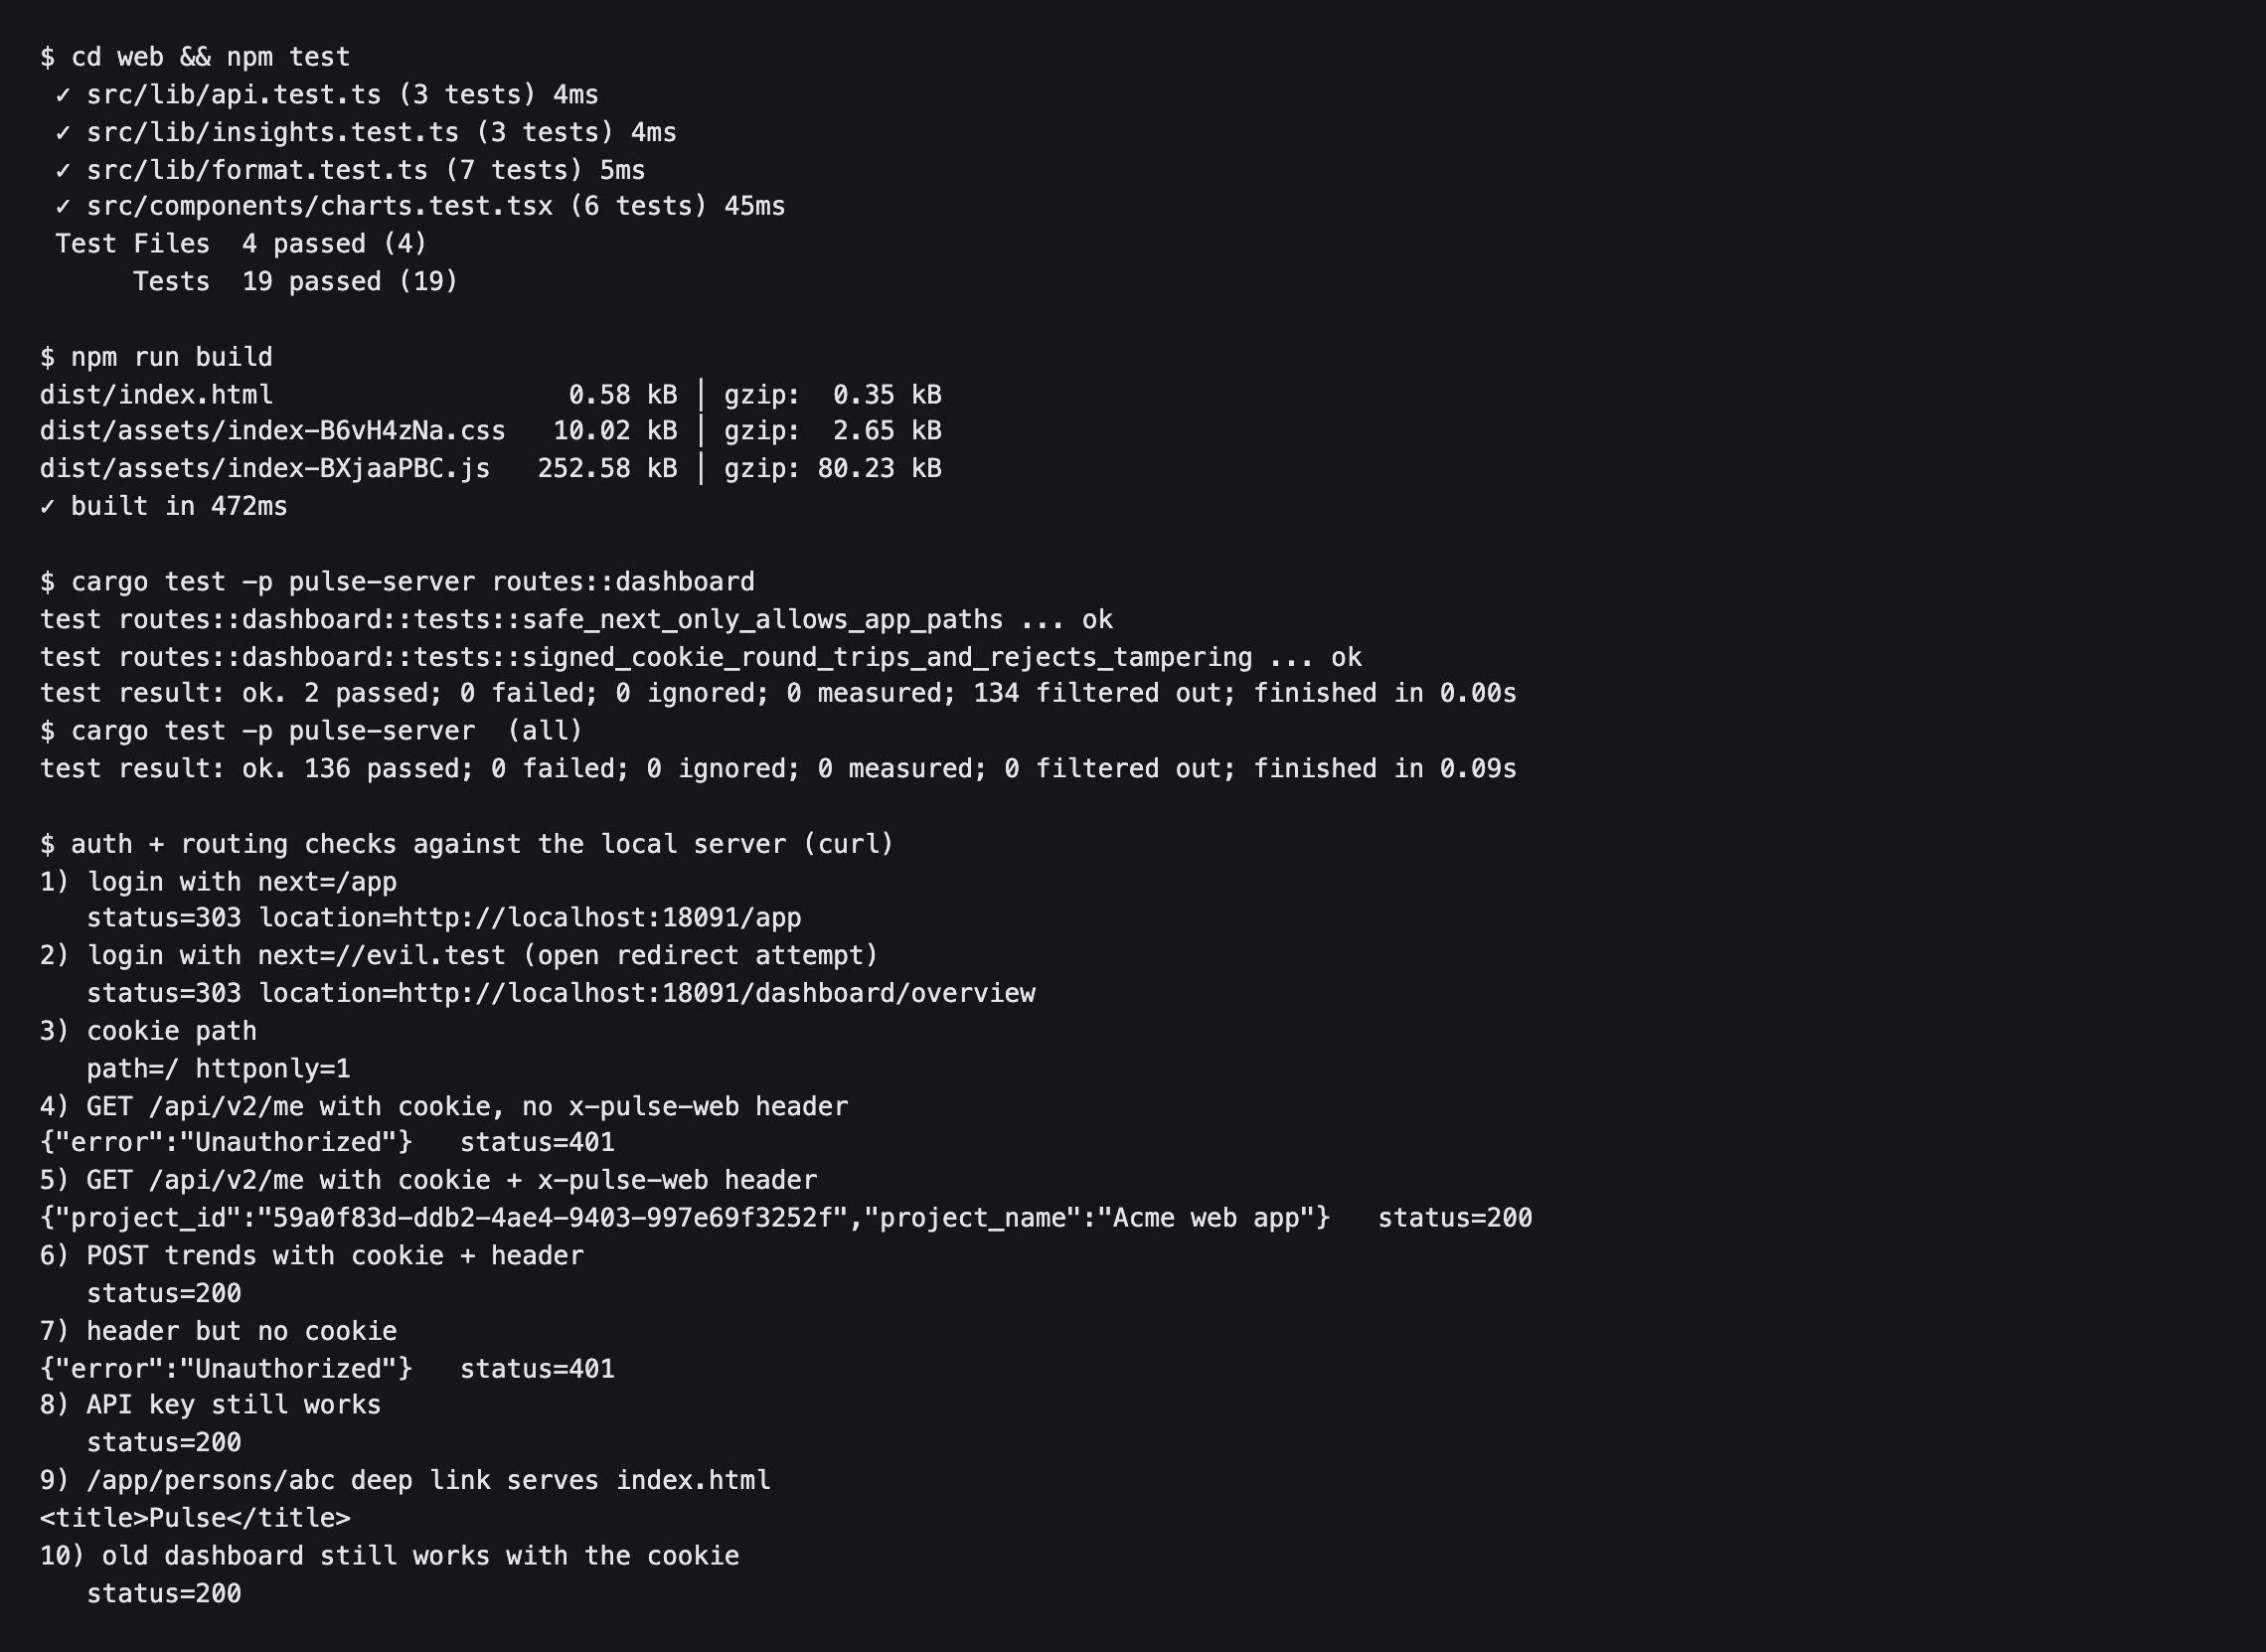 $ cd web && npm test
✓ src/lib/api.test.ts (3 tests) 4ms
✓ src/lib/insights.test.ts (3 tests) 4ms
✓ src/lib/format.test.ts (7 tests) 5ms
✓ src/components/charts.test.tsx (6 tests) 45ms
Test Files  4 passed (4)
Tests  19 passed (19)
$ npm run build
dist/index.html                   0.58 kB │ gzip:  0.35 kB
dist/assets/index-B6vH4zNa.css   10.02 kB │ gzip:  2.65 kB
dist/assets/index-BXjaaPBC.js   252.58 kB │ gzip: 80.23 kB
✓ built in 472ms
$ cargo test -p pulse-server routes::dashboard
test routes::dashboard::tests::safe_next_only_allows_app_paths ... ok
test routes::dashboard::tests::signed_cookie_round_trips_and_rejects_tampering ... ok
test result: ok. 2 passed; 0 failed; 0 ignored; 0 measured; 134 filtered out; finished in 0.00s
$ cargo test -p pulse-server  (all)
test result: ok. 136 passed; 0 failed; 0 ignored; 0 measured; 0 filtered out; finished in 0.09s
$ auth + routing checks against the local server (curl)
1) login with next=/app
status=303 location=http://localhost:18091/app
2) login with next=//evil.test (open redirect attempt)
status=303 location=http://localhost:18091/dashboard/overview
3) cookie path
path=/ httponly=1
4) GET /api/v2/me with cookie, no x-pulse-web header
{"error":"Unauthorized"}   status=401
5) GET /api/v2/me with cookie + x-pulse-web header
{"project_id":"59a0f83d-ddb2-4ae4-9403-997e69f3252f","project_name":"Acme web app"}   status=200
6) POST trends with cookie + header
status=200
7) header but no cookie
{"error":"Unauthorized"}   status=401
8) API key still works
status=200
9) /app/persons/abc deep link serves index.html
<title>Pulse</title>
10) old dashboard still works with the cookie
status=200